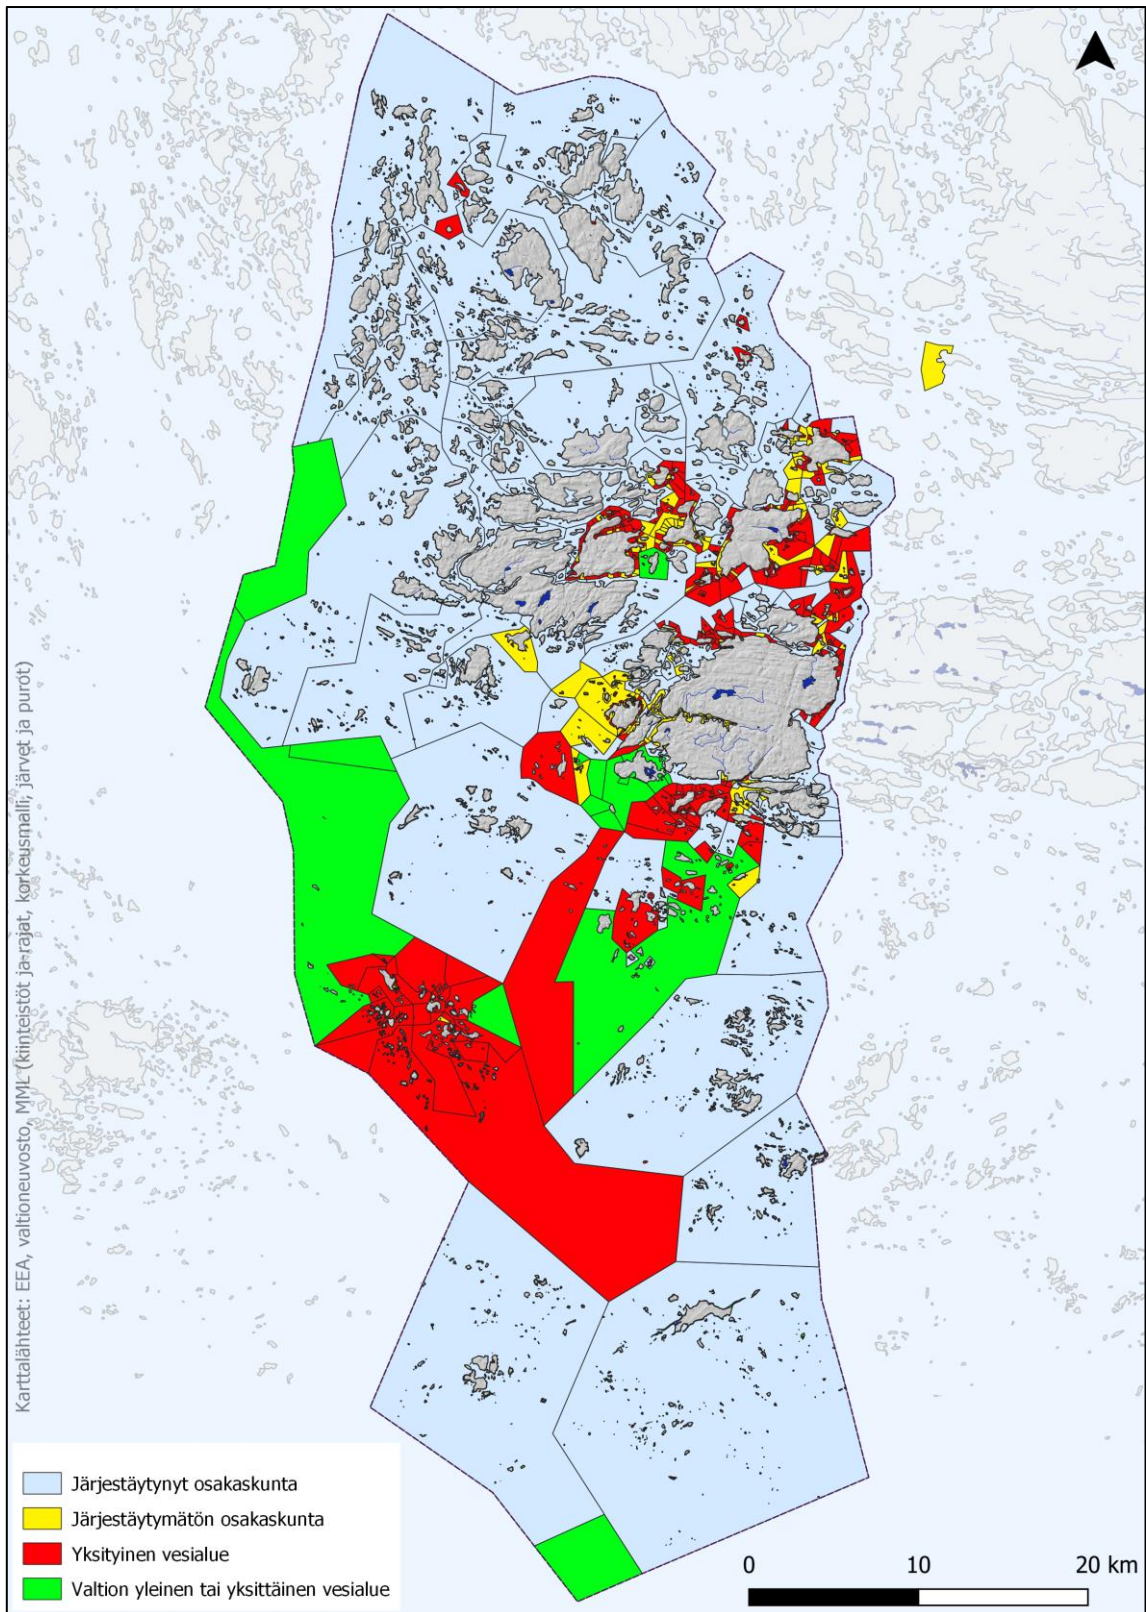 Karttalähteet: EEA, valtioneuvosto, MML (kiinteistöt ja rajat, korkeusmalli, järvet ja purot)
Järjestäytynyt osakaskunta
Järjestäytymätön osakaskunta
Yksityinen vesialue
Valtion yleinen tai yksittäinen vesialue
0 10 20 km